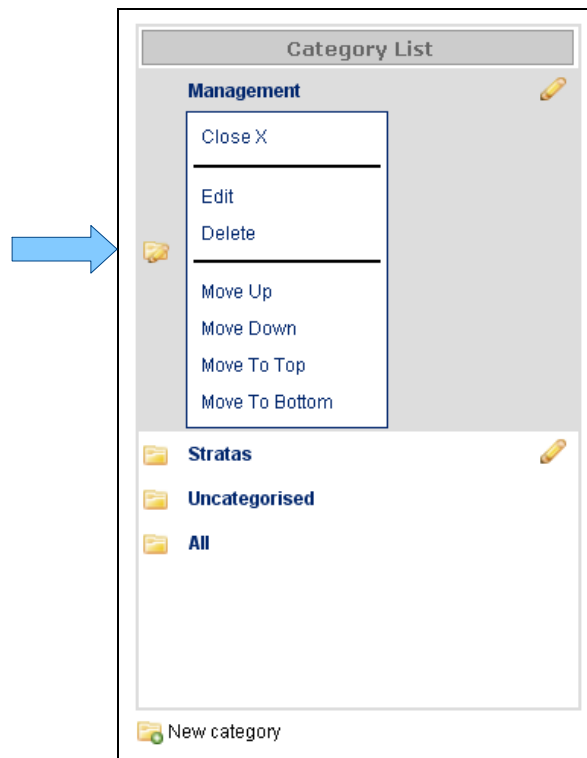 Category List
Management
Close X
Edit
Delete
Move Up
Move Down
Move To Top
Move To Bottom
Stratas
Uncategorised
All
New category